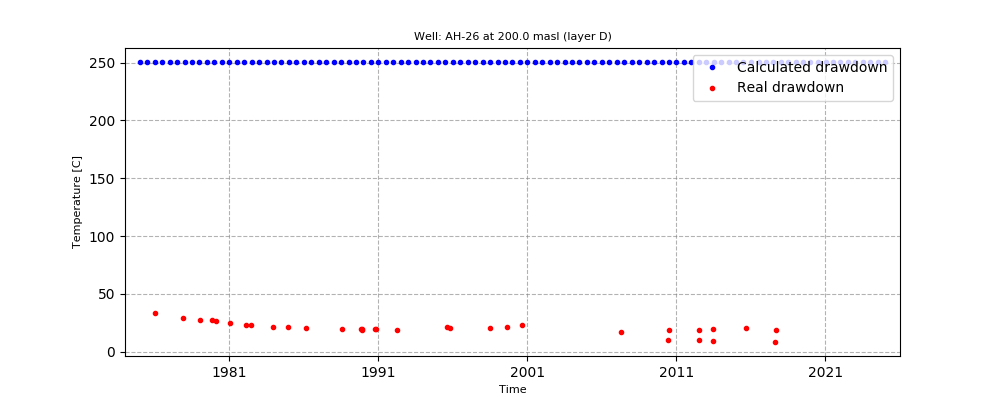 Well: AH-26 at 200.0 masl (layer D)
250
200
150
100
50
0
Temperature [C]
Calculated drawdown
Real drawdown
1981
1991
2001
2011
2021
Time